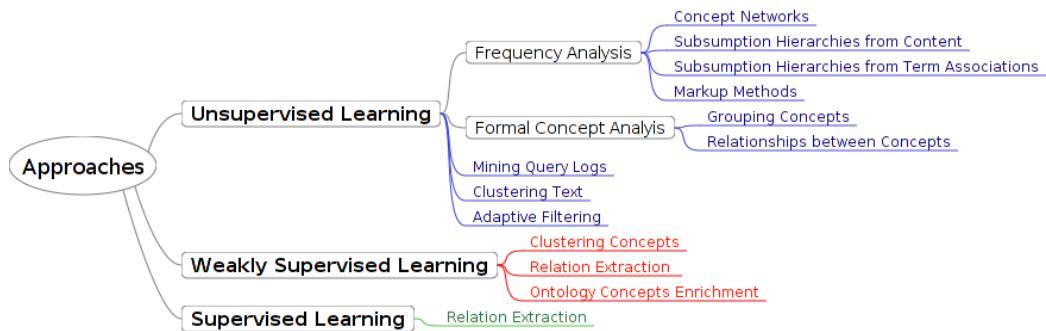 Approaches
Unsupervised Learning
Frequency Analysis
Concept Networks
Subsumption Hierarchies from Content
Subsumption Hierarchies from Term Associations
Markup Methods
Formal Concept Analyis
Grouping Concepts
Relationships between Concepts
Mining Query Logs
Clustering Text
Adaptive Filtering
Weakly Supervised Learning
Clustering Concepts
Relation Extraction
Ontology Concepts Enrichment
Supervised Learning
Relation Extraction